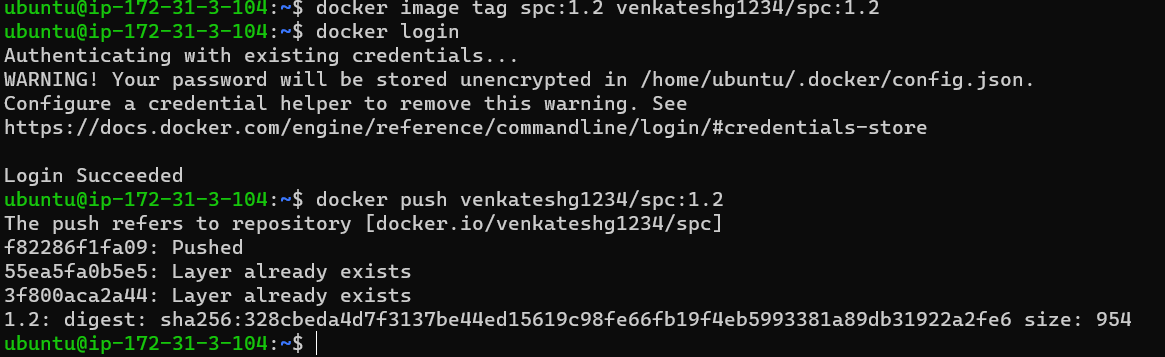 ubuntu@ip-172-31-3-104:~$ docker image tag spc:1.2 venkateshg1234/spc:1.2
ubuntu@ip-172-31-3-104:~$ docker login
Authenticating with existing credentials...
WARNING! Your password will be stored unencrypted in /home/ubuntu/.docker/config.json.
Configure a credential helper to remove this warning. See
https://docs.docker.com/engine/reference/commandline/login/#credentials-store
Login Succeeded
ubuntu@ip-172-31-3-104:~$ docker push venkateshg1234/spc:1.2
The push refers to repository [docker.io/venkateshg1234/spc]
f82286f1fa09: Pushed
55ea5fa0b5e5: Layer already exists
3f800aca2a44: Layer already exists
1.2: digest: sha256:328cbeda4d7f3137be44ed15619c98fe66fb19f4eb5993381a89db31922a2fe6 size: 954
ubuntu@ip-172-31-3-104:~$